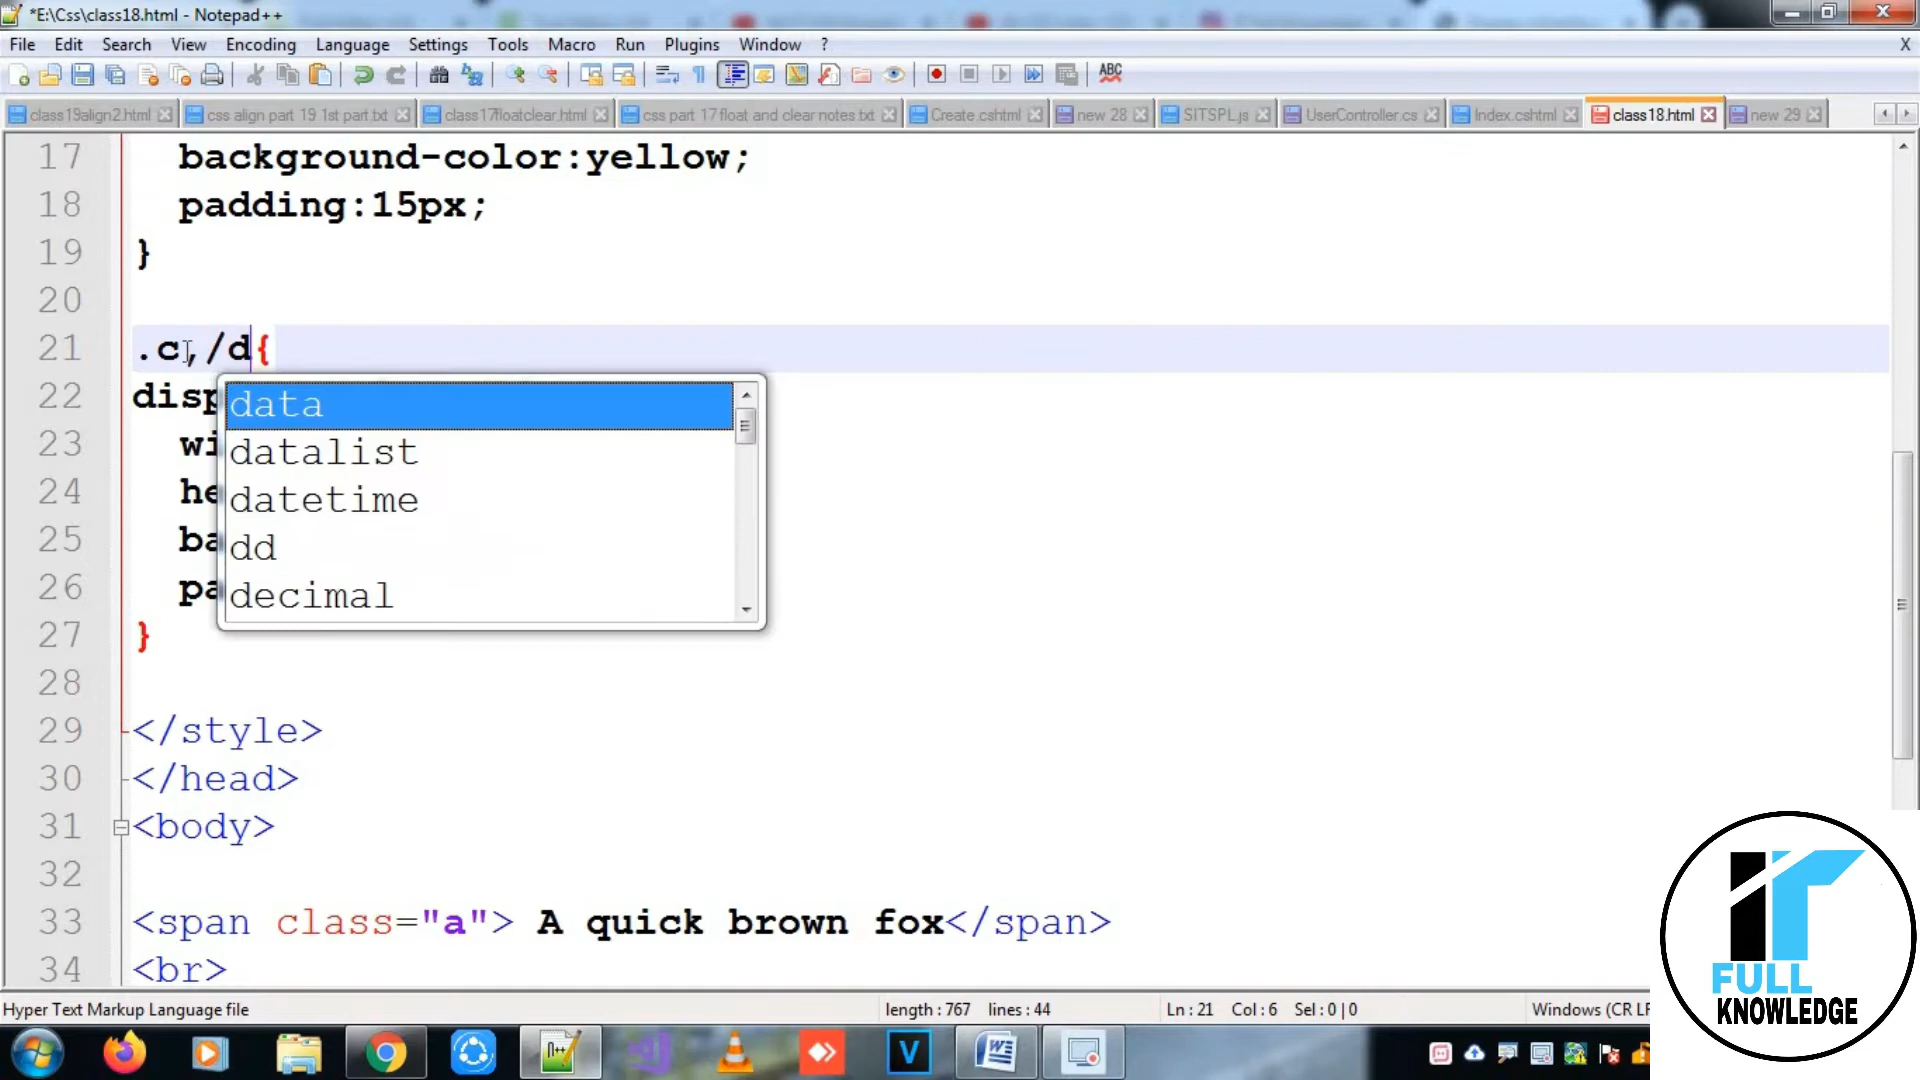 *E:\Css\class18.html - Notepad++
File Edit Search View Encoding Language Settings Tools Macro Run Plugins Window ? X
ABC
class19align2.html css align part 19 1st part.txt class17floatclear.html css part 17 float and clear notes.txt Create.cshtml new 28 SITSPL.js UserController.cs Index.cshtml class18.html new 29
17 background-color:yellow;
18 padding:15px;
19 }
20
21 .c,/d{
22 disp
data
23 wi
datalist
24 he
datetime
25 ba
dd
26 pa
decimal
27 }
28
29 </style>
30 </head>
31 <body>
32
33 <span class="a"> A quick brown fox</span>
34 <br>
Hyper Text Markup Language file length : 767 lines : 44 Ln : 21 Col : 6 Sel : 0 | 0 Windows (CR LF
FULL
KNOWLEDGE